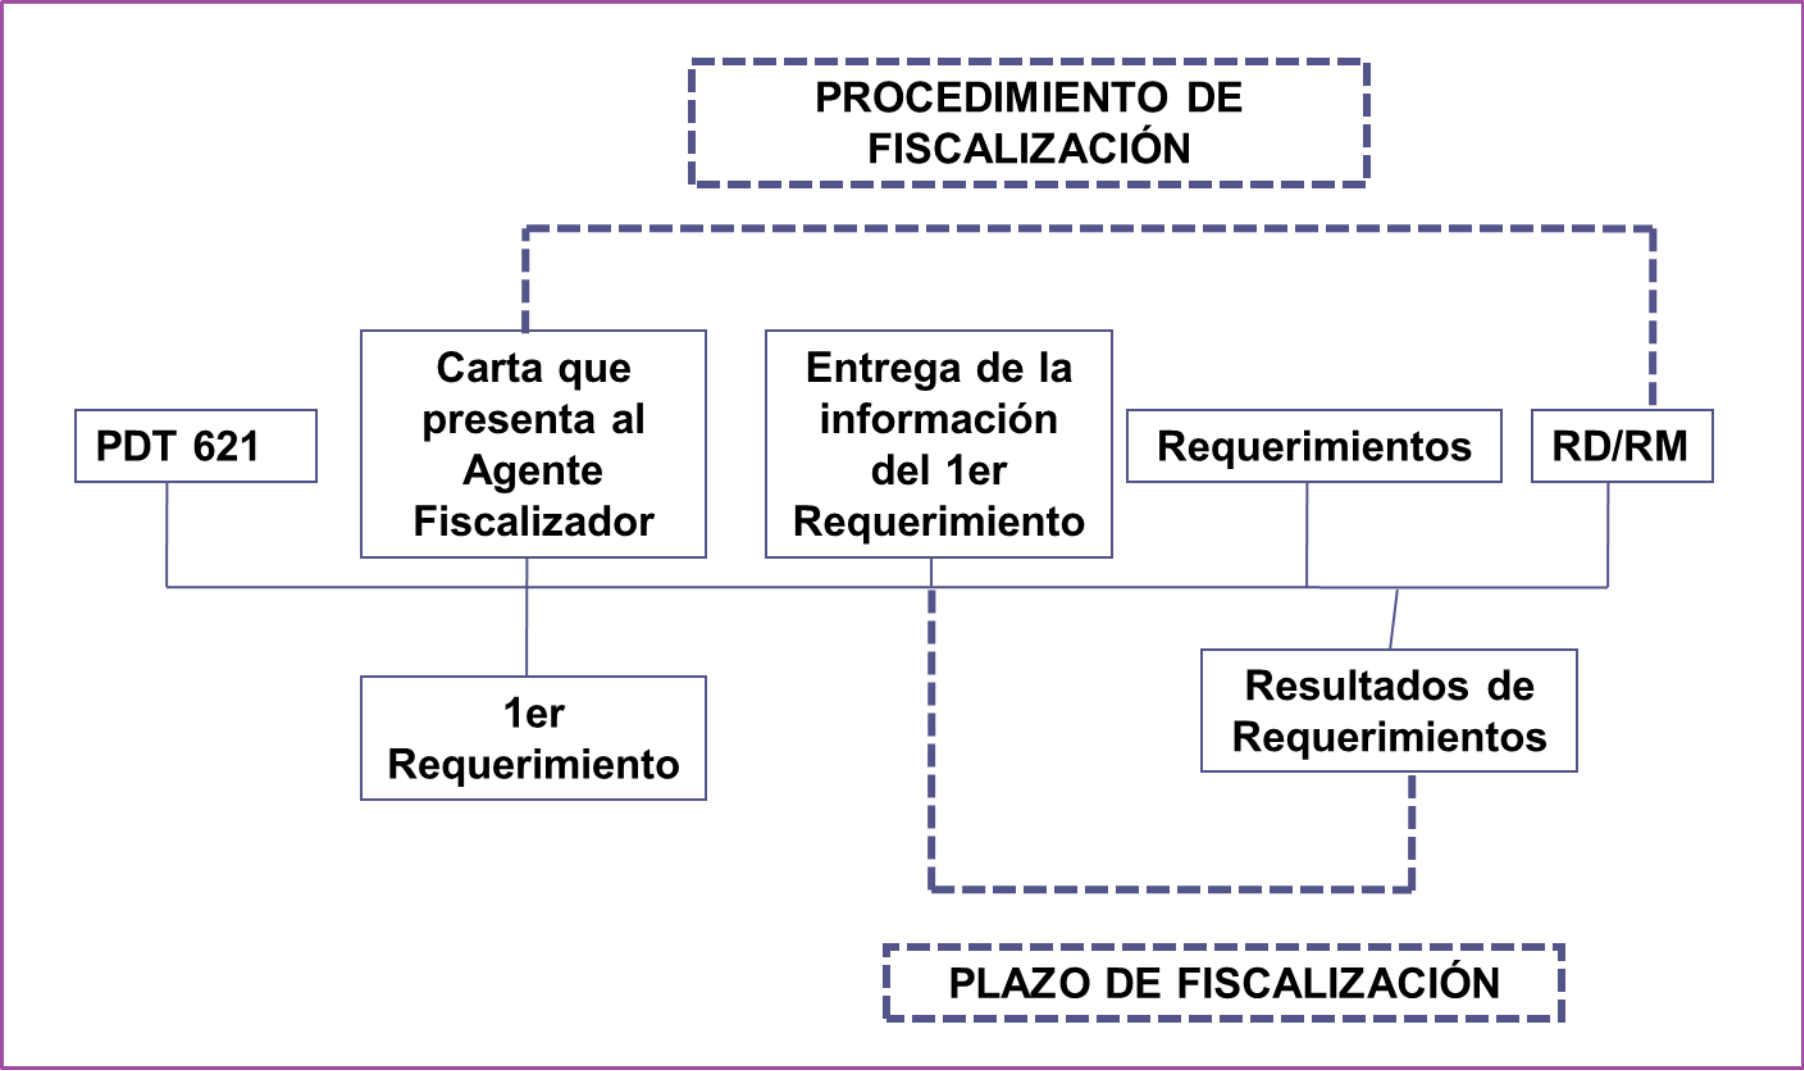 PROCEDIMIENTO DE
FISCALIZACIÓN
PDT 621
Carta que
presenta al
Agente
Fiscalizador
Entrega de la
información
del 1er
Requerimiento
Requerimientos
RD/RM
1er
Requerimiento
Resultados de
Requerimientos
PLAZO DE FISCALIZACIÓN